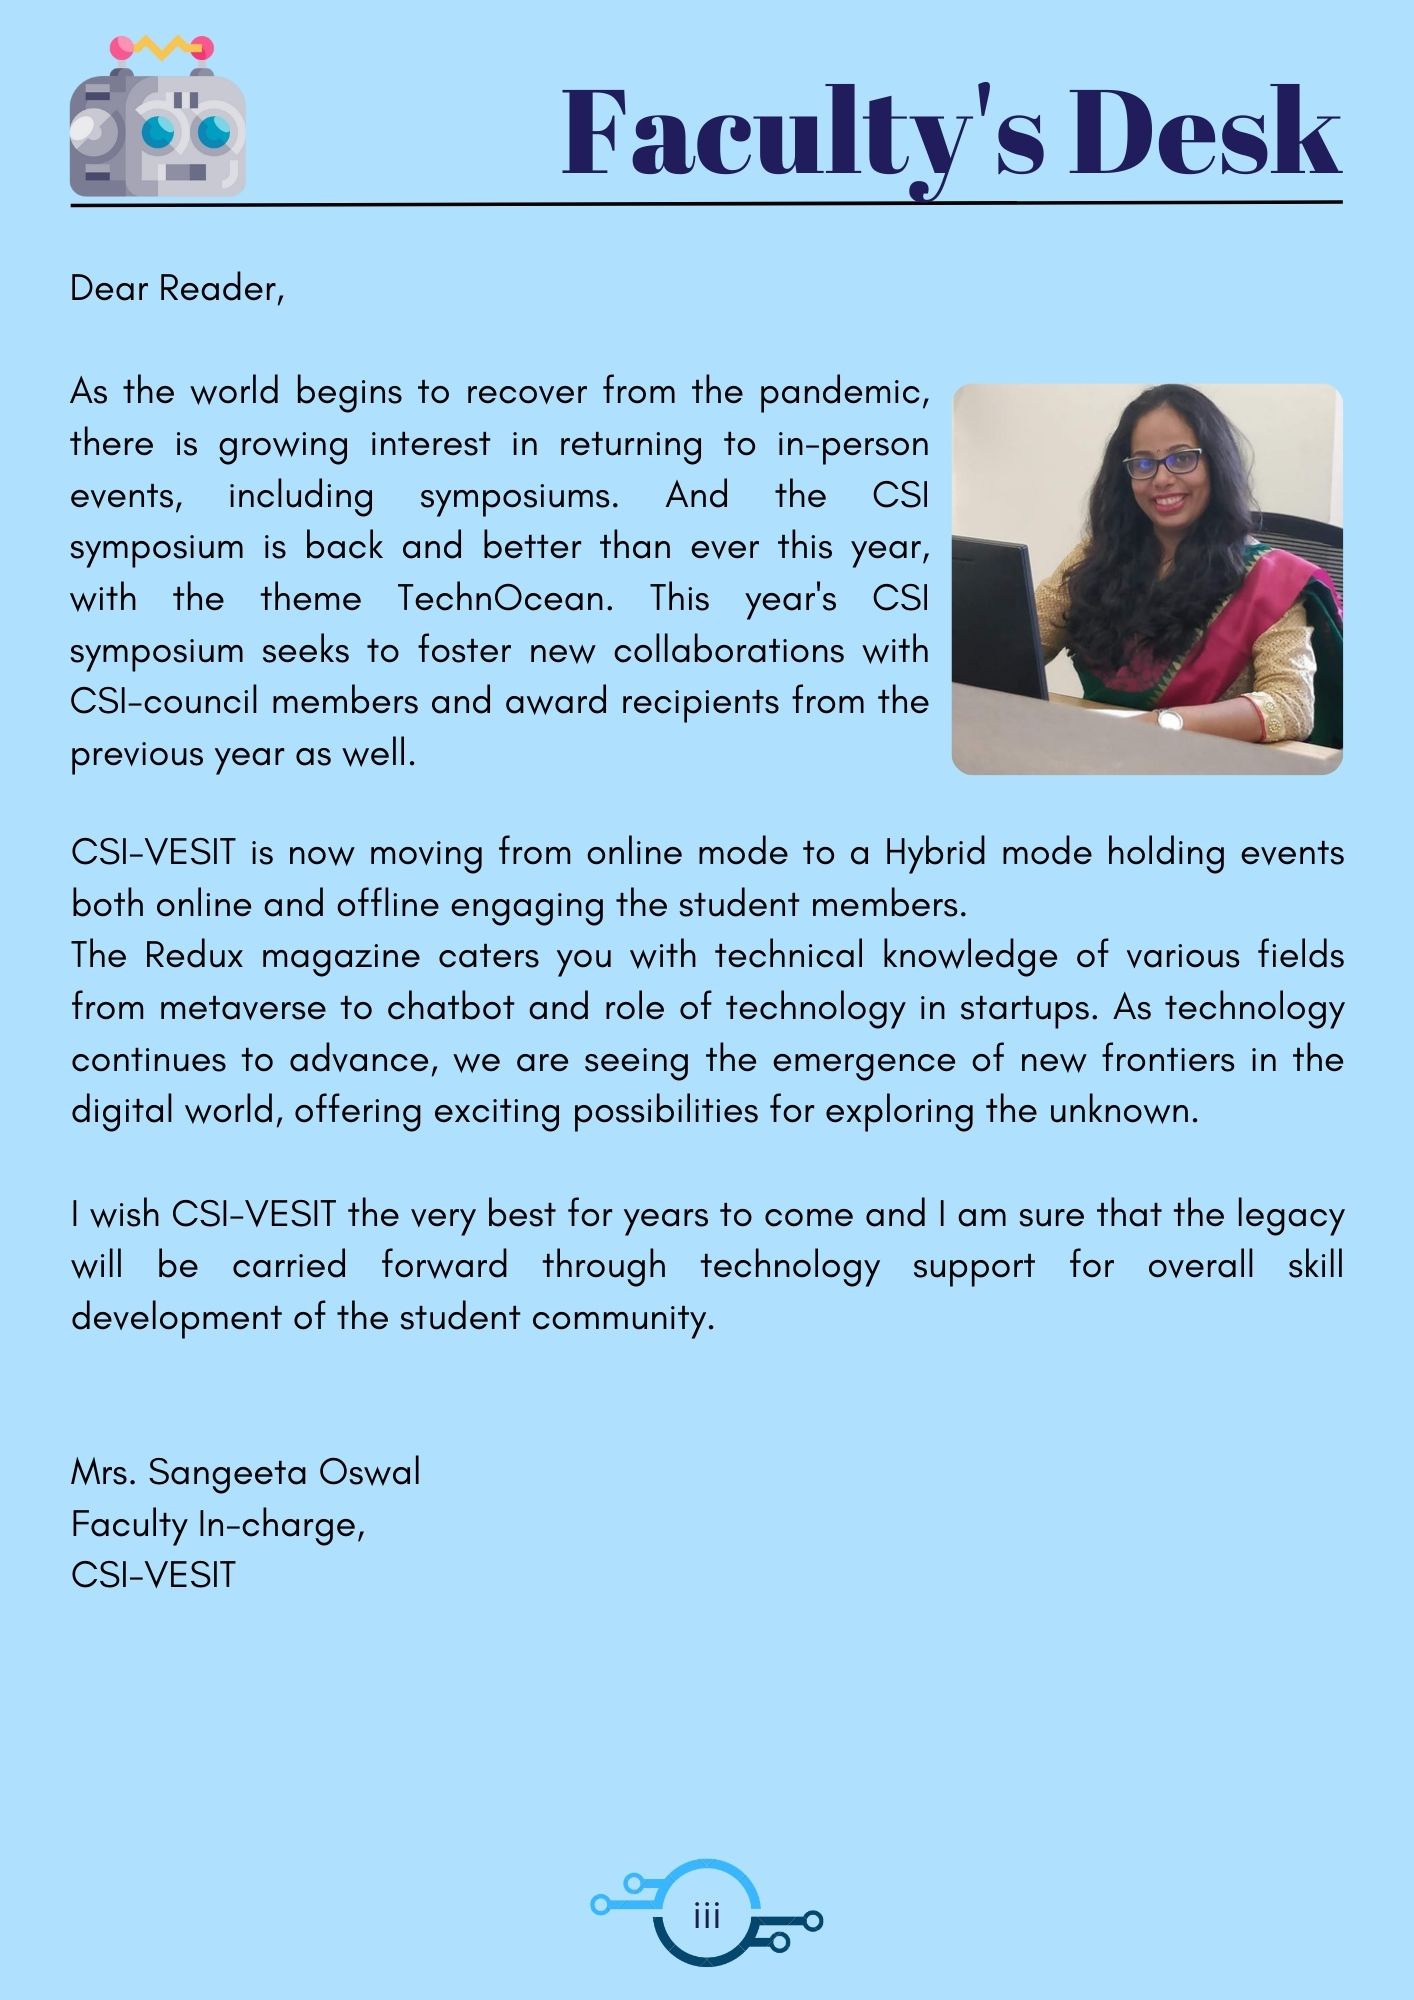 Faculty's Desk
Dear Reader,
As the world begins to recover from the pandemic,
there is growing interest in returning to in-person
events, including symposiums. And the CSI
symposium is back and better than ever this year,
with the theme TechnOcean. This year's CSI
symposium seeks to foster new collaborations with
CSI-council members and award recipients from the
previous year as well.
CSI-VESIT is now moving from online mode to a Hybrid mode holding events
both online and offline engaging the student members.
The Redux magazine caters you with technical knowledge of various fields
from metaverse to chatbot and role of technology in startups. As technology
continues to advance, we are seeing the emergence of new frontiers in the
digital world, offering exciting possibilities for exploring the unknown.
I wish CSI-VESIT the very best for years to come and I am sure that the legacy
will be carried forward through technology support for overall skill
development of the student community.
Mrs. Sangeeta Oswal
Faculty In-charge,
CSI-VESIT
iii